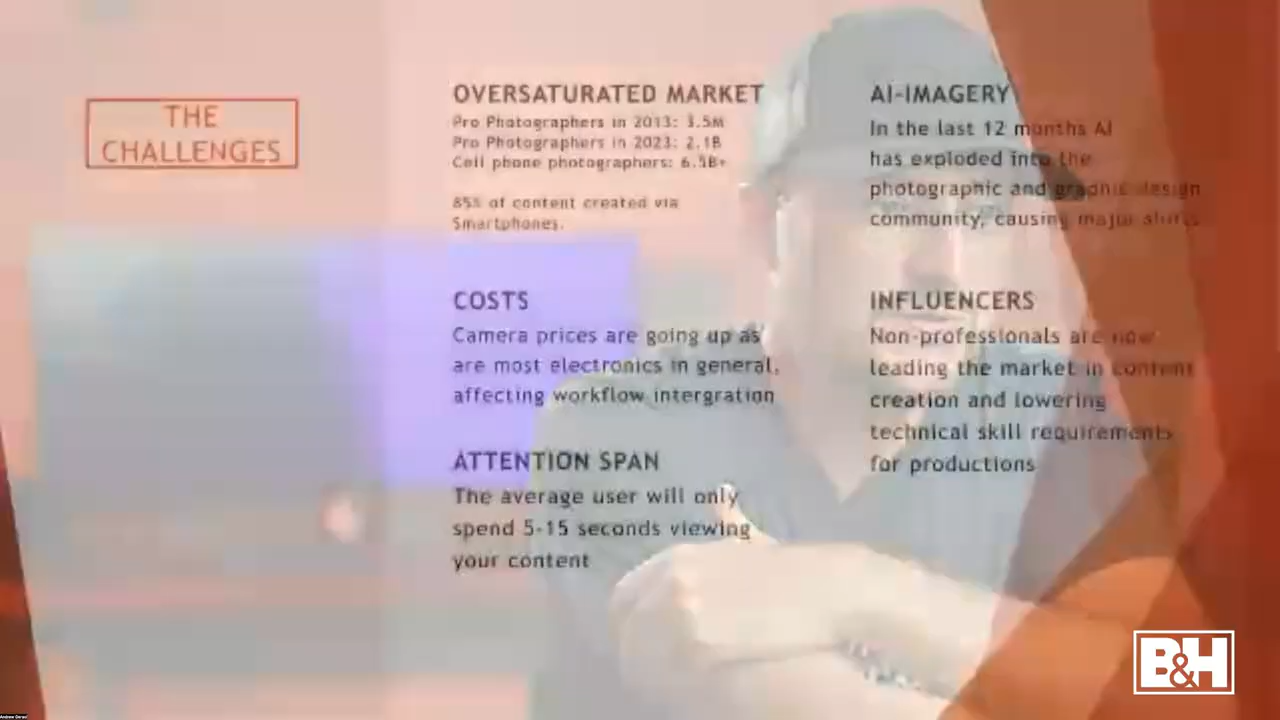 THE
CHALLENGES
OVERSATURATED MARKET
Pro Photographers in 2013: 3.5M
Pro Photographers in 2023: 2.1B
Cell phone photographers: 6.5B+
85% of content created via
Smartphones.
COSTS
Camera prices are going up as
are most electronics in general,
affecting workflow intergration
ATTENTION SPAN
The average user will only
spend 5-15 seconds viewing
your content
AI-IMAGERY
In the last 12 months AI
has exploded into the
photographic and graphic design
community, causing major shifts
INFLUENCERS
Non-professionals are now
leading the market in content
creation and lowering
technical skill requirements
for productions
B&H